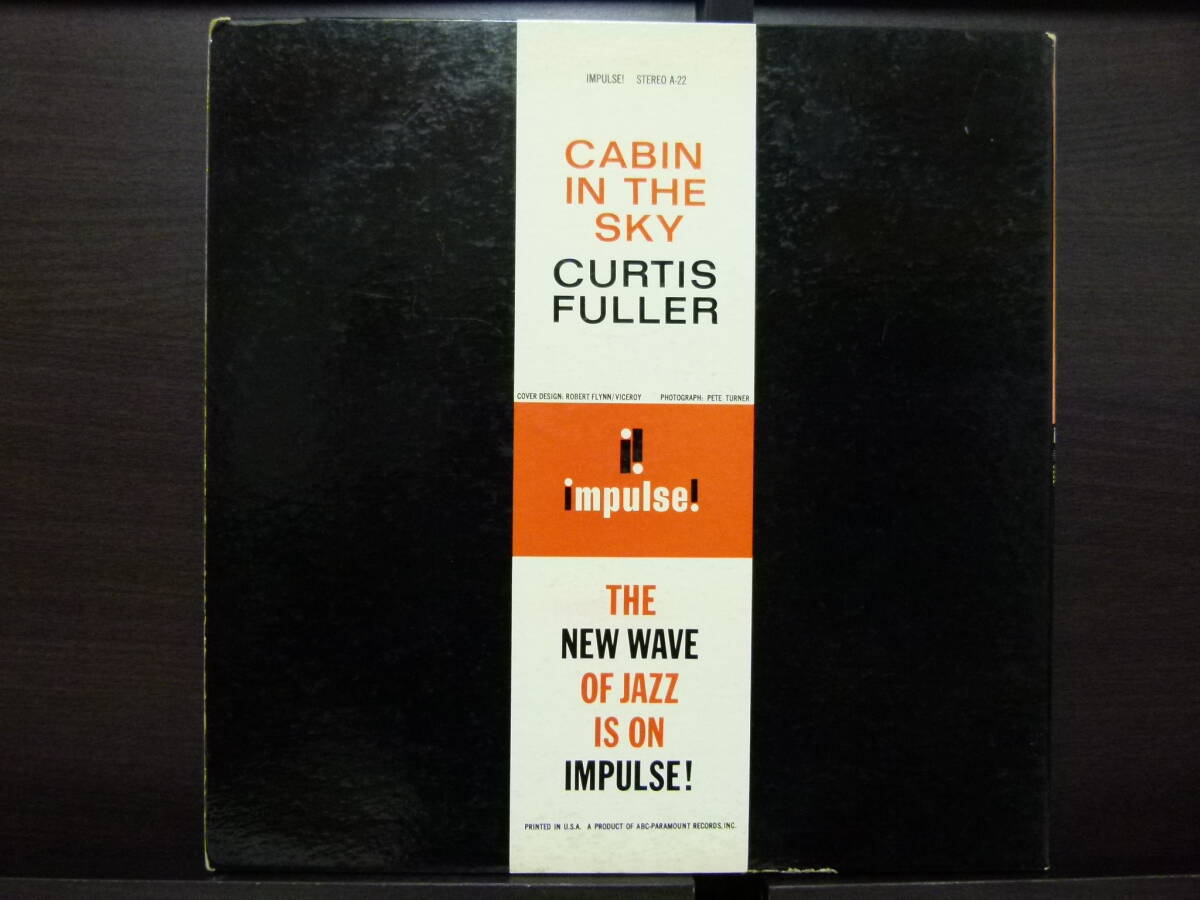 IMPULSE! STEREO A-22
CABIN
IN THE
SKY
CURTIS
FULLER
COVER DESIGN: ROBERT FLYNN/VICEROY PHOTOGRAPH: PETE TURNER
i!
impulse!
THE
NEW WAVE
OF JAZZ
IS ON
IMPULSE!
PRINTED IN U.S.A. A PRODUCT OF ABC-PARAMOUNT RECORDS, INC.